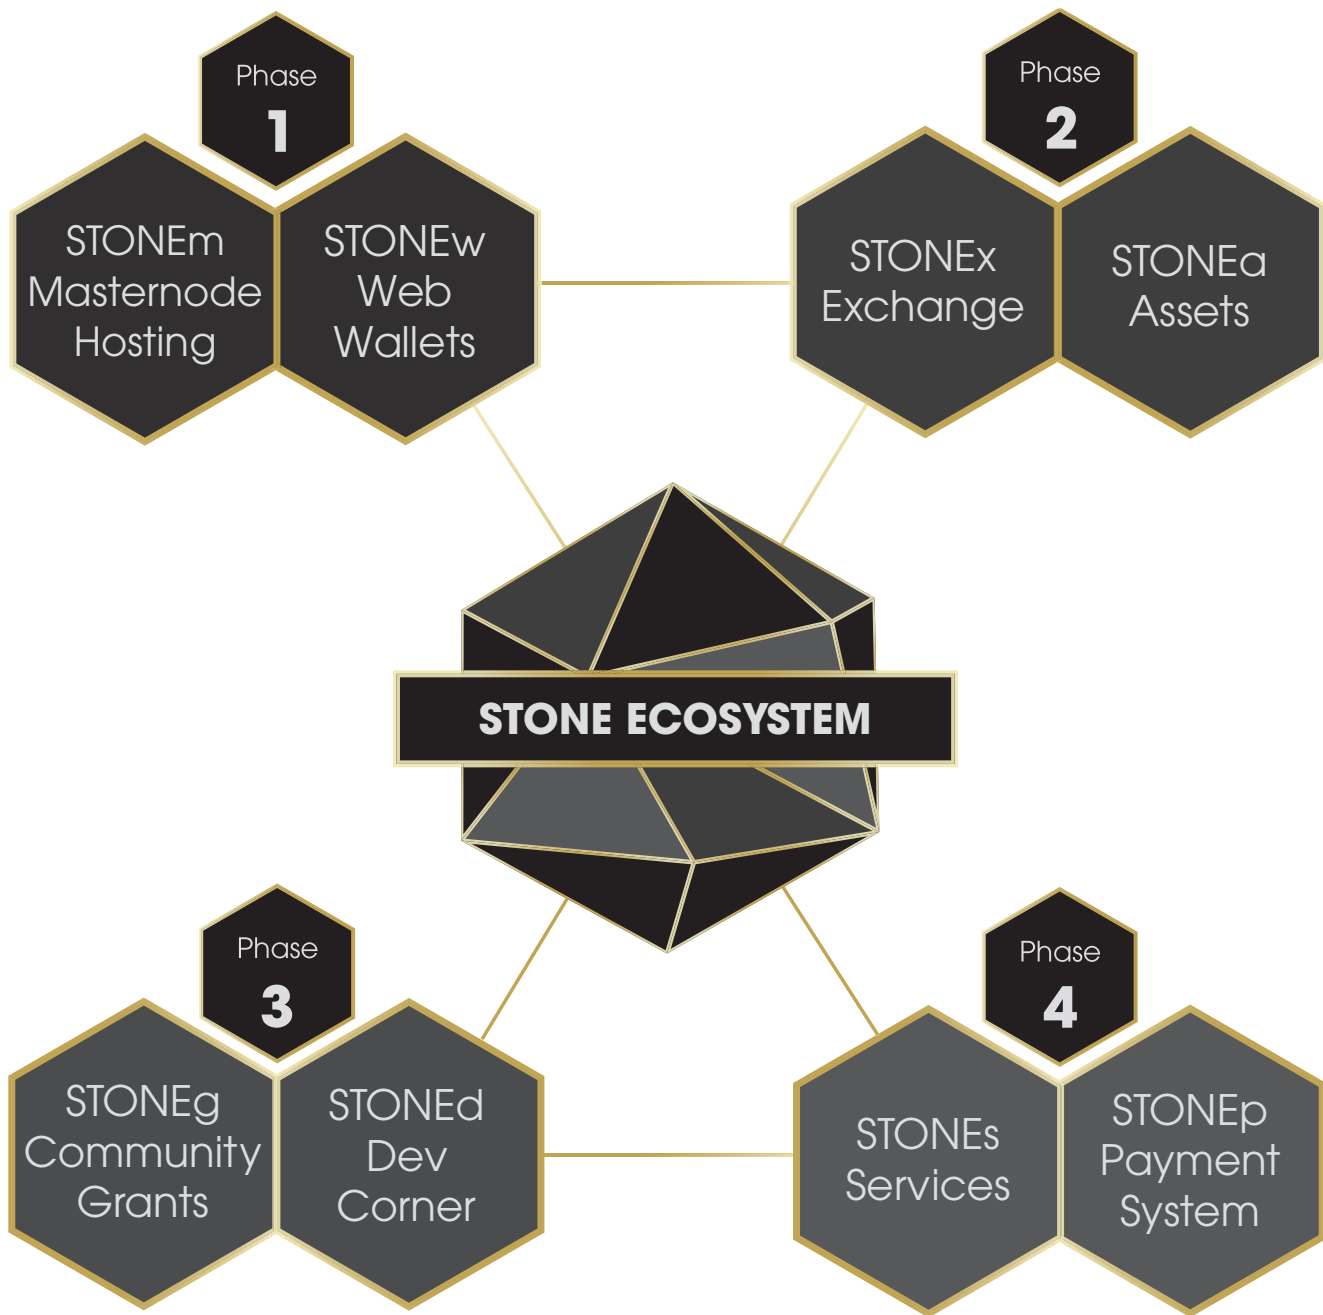 Phase
1
STONEm
Masternode
Hosting
STONEw
Web
Wallets
Phase
2
STONEx
Exchange
STONEa
Assets
STONE ECOSYSTEM
Phase
3
STONEg
Community
Grants
STONEd
Dev
Corner
Phase
4
STONEs
Services
STONEp
Payment
System